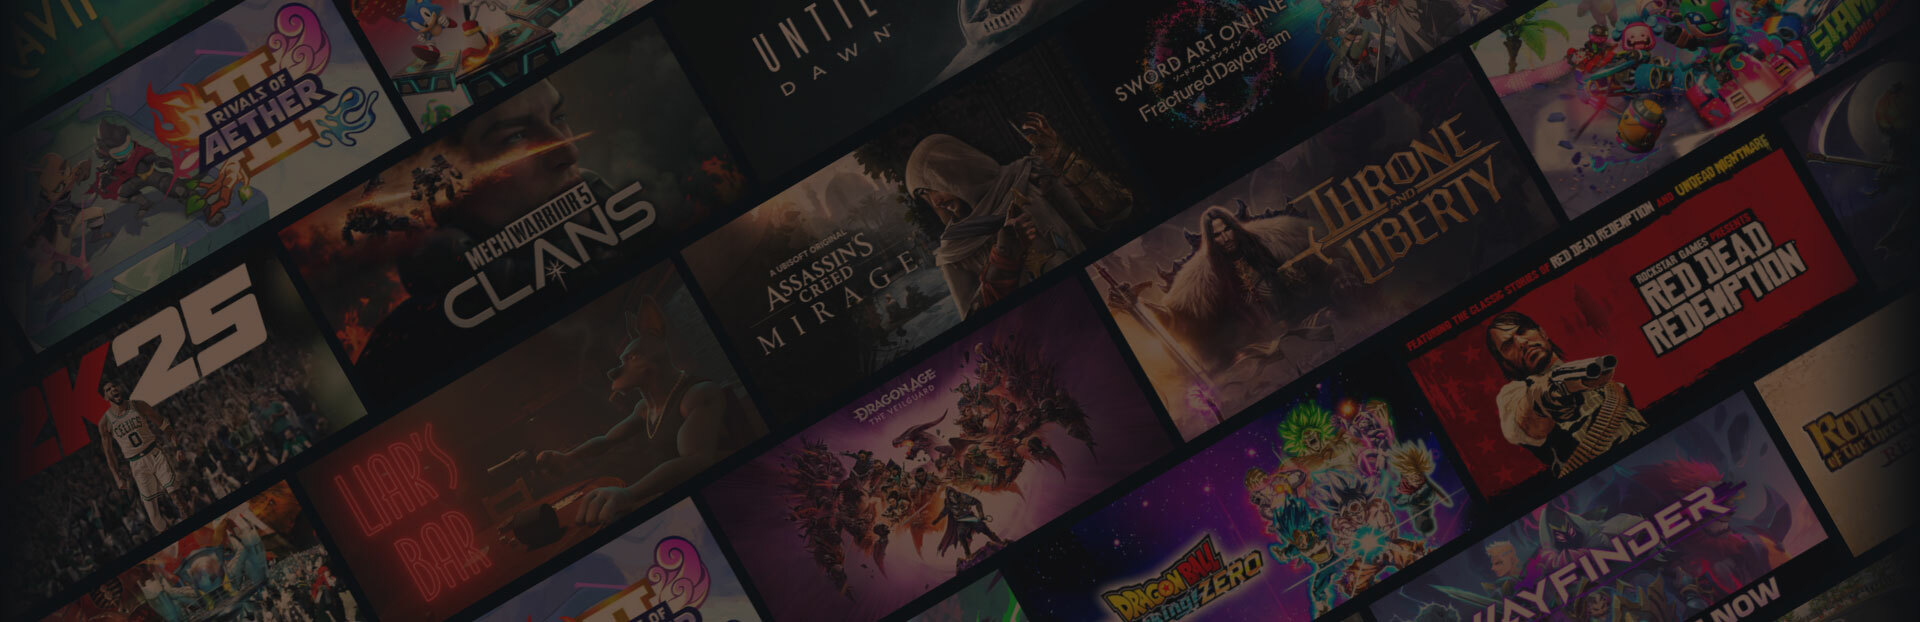 RIVALS OF
AETHER
II
UNTIL
DAWN
SWORD ART ONLINE
ソードアート・オンライン
Fractured Daydream
MECHWARRIOR 5
CLANS
A UBISOFT ORIGINAL
ASSASSIN'S
CREED
MIRAGE
THRONE
AND
LIBERTY
FEATURING THE CLASSIC STORIES OF RED DEAD REDEMPTION AND UNDEAD NIGHTMARE
ROCKSTAR GAMES PRESENTS
RED DEAD
REDEMPTION
2K25
CELTICS
0
LIAR'S
BAR
DRAGON AGE
THE VEILGUARD
DRAGON BALL
ZERO
WAYFINDER
NOW
RIVALS OF